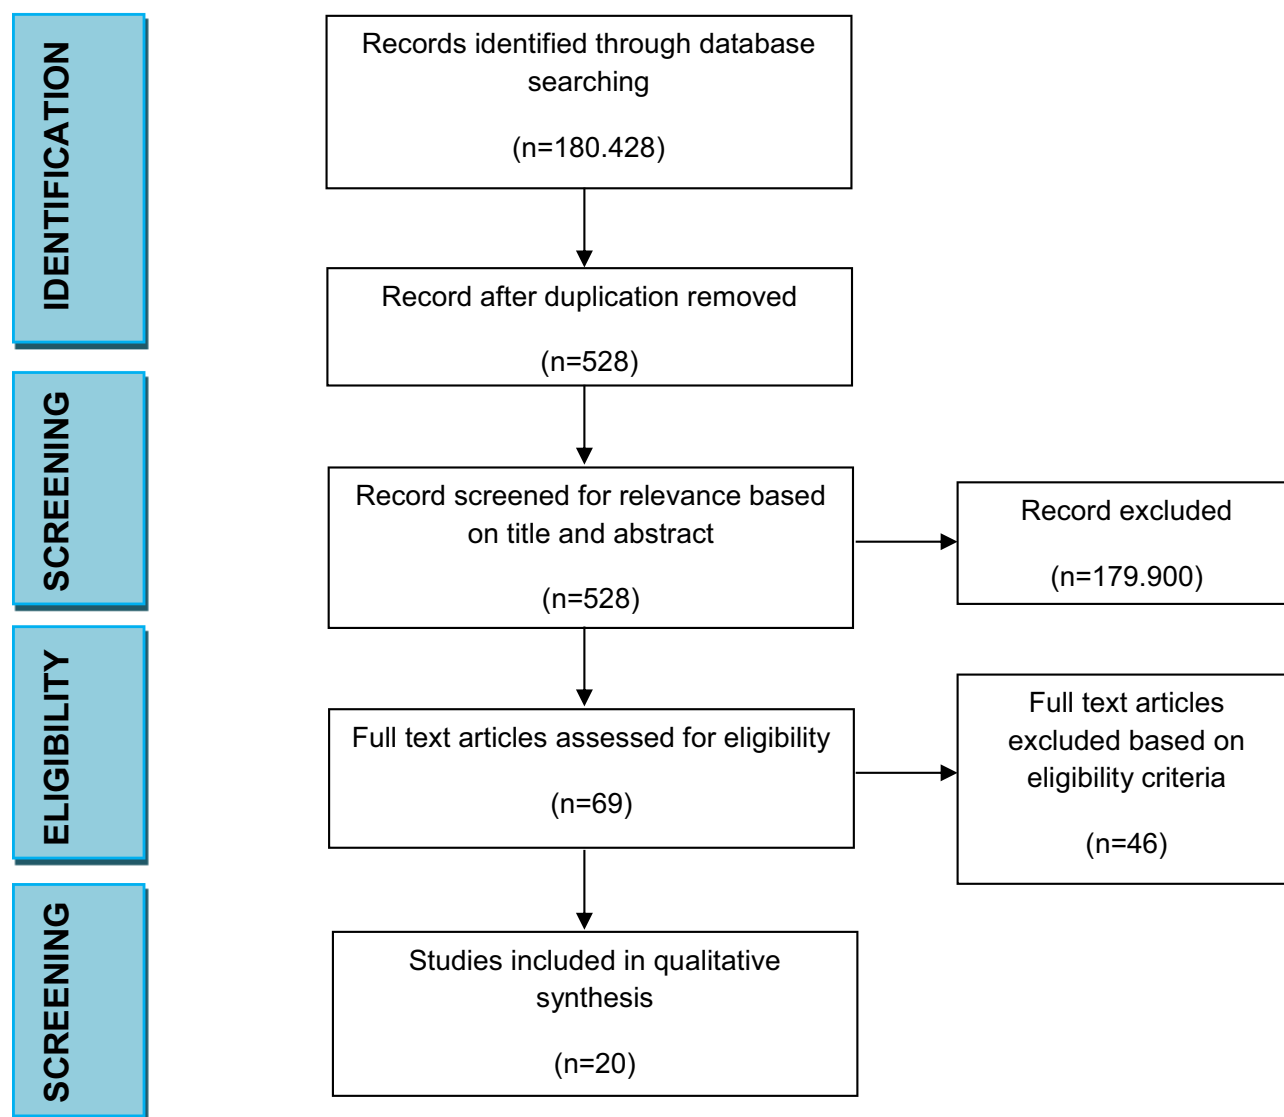 IDENTIFICATION
Records identified through database
searching
(n=180.428)
Record after duplication removed
(n=528)
SCREENING
Record screened for relevance based
on title and abstract
(n=528)
Record excluded
(n=179.900)
ELIGIBILITY
Full text articles assessed for eligibility
(n=69)
Full text articles
excluded based on
eligibility criteria
(n=46)
SCREENING
Studies included in qualitative
synthesis
(n=20)